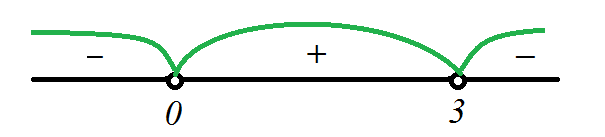 – + –
0 3